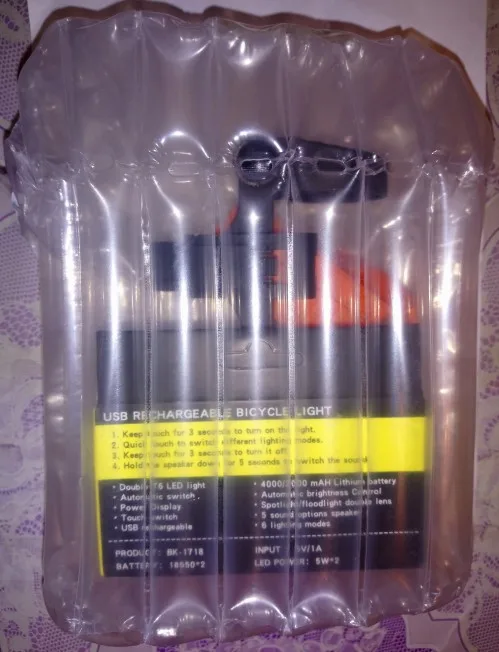 USB RECHARGEABLE BICYCLE LIGHT
1. Keep touch for 3 seconds to turn on the light.
2. Quick touch to switch different lighting modes.
3. Keep touch for 3 seconds to turn it off
4. Hold the speaker down for 5 seconds to switch the sound
• Double T6 LED light
• Automatic switch
• Power Display
• Touch switch
• USB rechargeable
• 4000/2000 mAH Lithium battery
• Automatic brightness Control
• Spotlight/floodlight double lens
• 5 sound options speaker
• 6 lighting modes
PRODUCT: BK-1718
BATTERY: 18650*2
INPUT 5V/1A
LED POWER: 5W*2